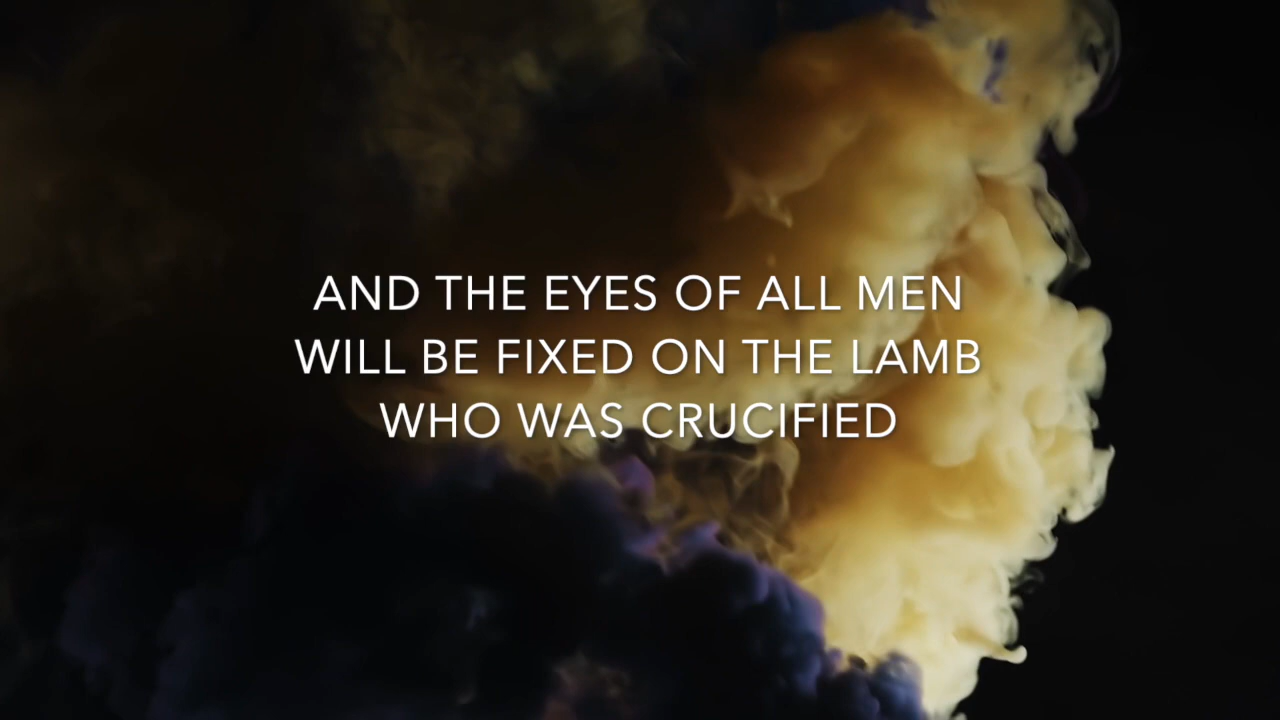 AND THE EYES OF ALL MEN
WILL BE FIXED ON THE LAMB
WHO WAS CRUCIFIED